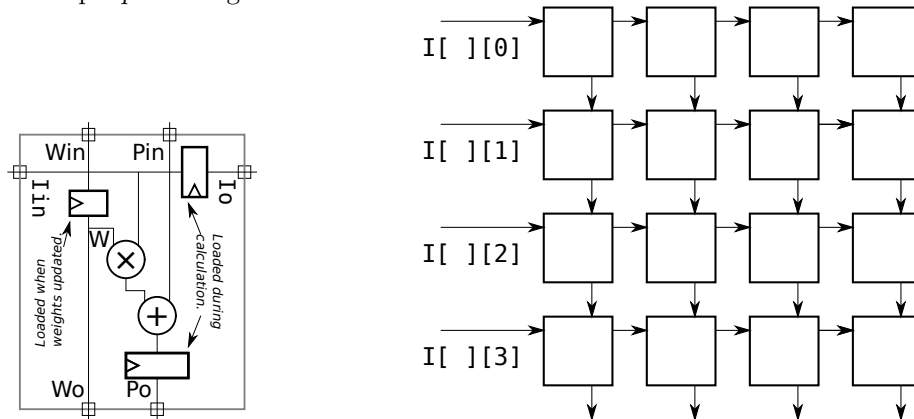 I[ ][0]
I[ ][1]
I[ ][2]
I[ ][3]
Win
Pin
Iin
Io
W
Loaded when
weights updated.
Loaded during
calculation.
Wo
Po